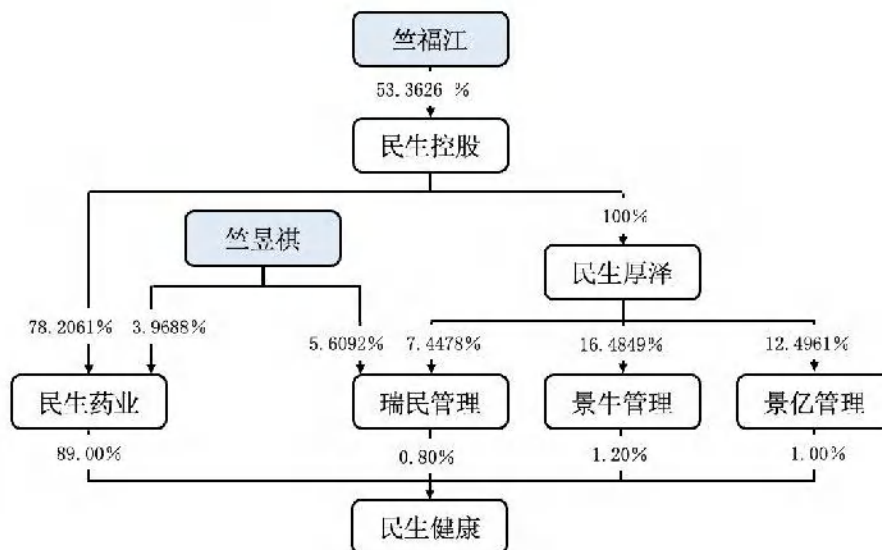 竺福江
53.3626 %
民生控股
100%
竺昱祺
民生厚泽
78.2061% 3.9688%
5.6092% 7.4478% 16.4849% 12.4961%
民生药业 瑞民管理 景牛管理 景亿管理
89.00% 0.80% 1.20% 1.00%
民生健康